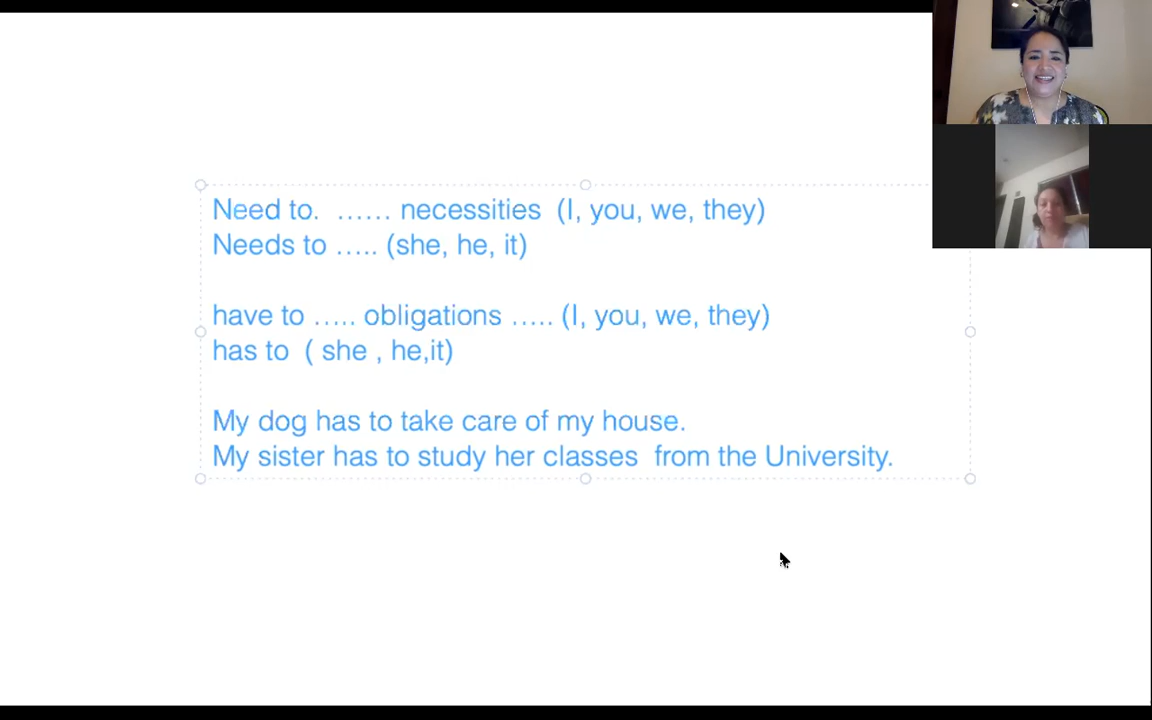 Need to.  …… necessities  (I, you, we, they)
Needs to ….. (she, he, it)
have to ….. obligations ….. (I, you, we, they)
has to  ( she , he,it)
My dog has to take care of my house.
My sister has to study her classes  from the University.